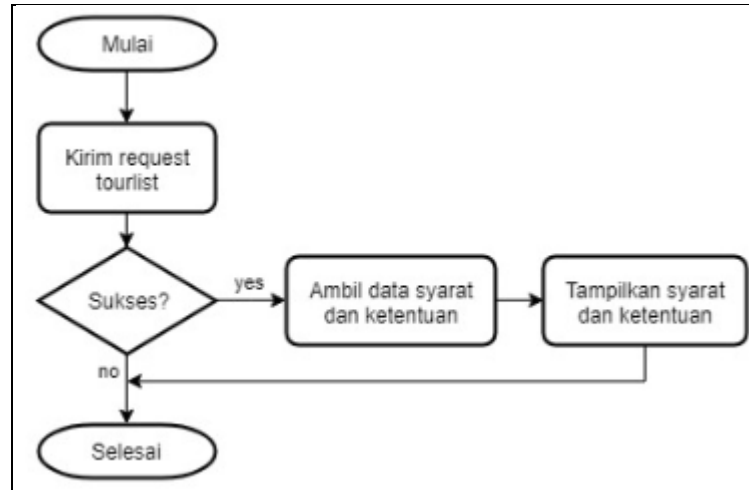 Mulai
Kirim request
tourlist
Sukses?
yes
Ambil data syarat
dan ketentuan
Tampilkan syarat
dan ketentuan
no
Selesai